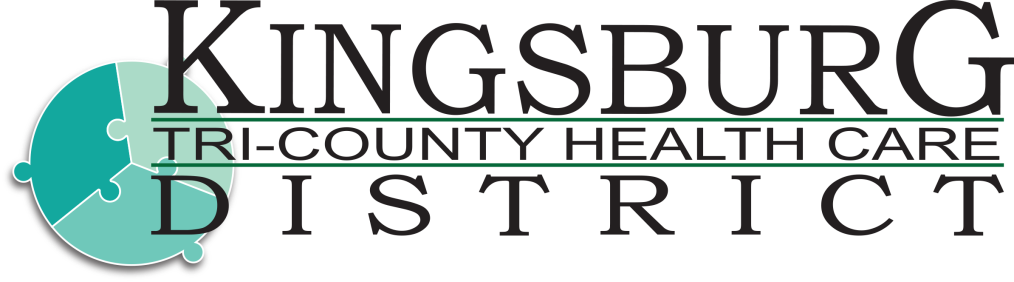 KINGSBURG
TRI-COUNTY HEALTH CARE
DISTRICT